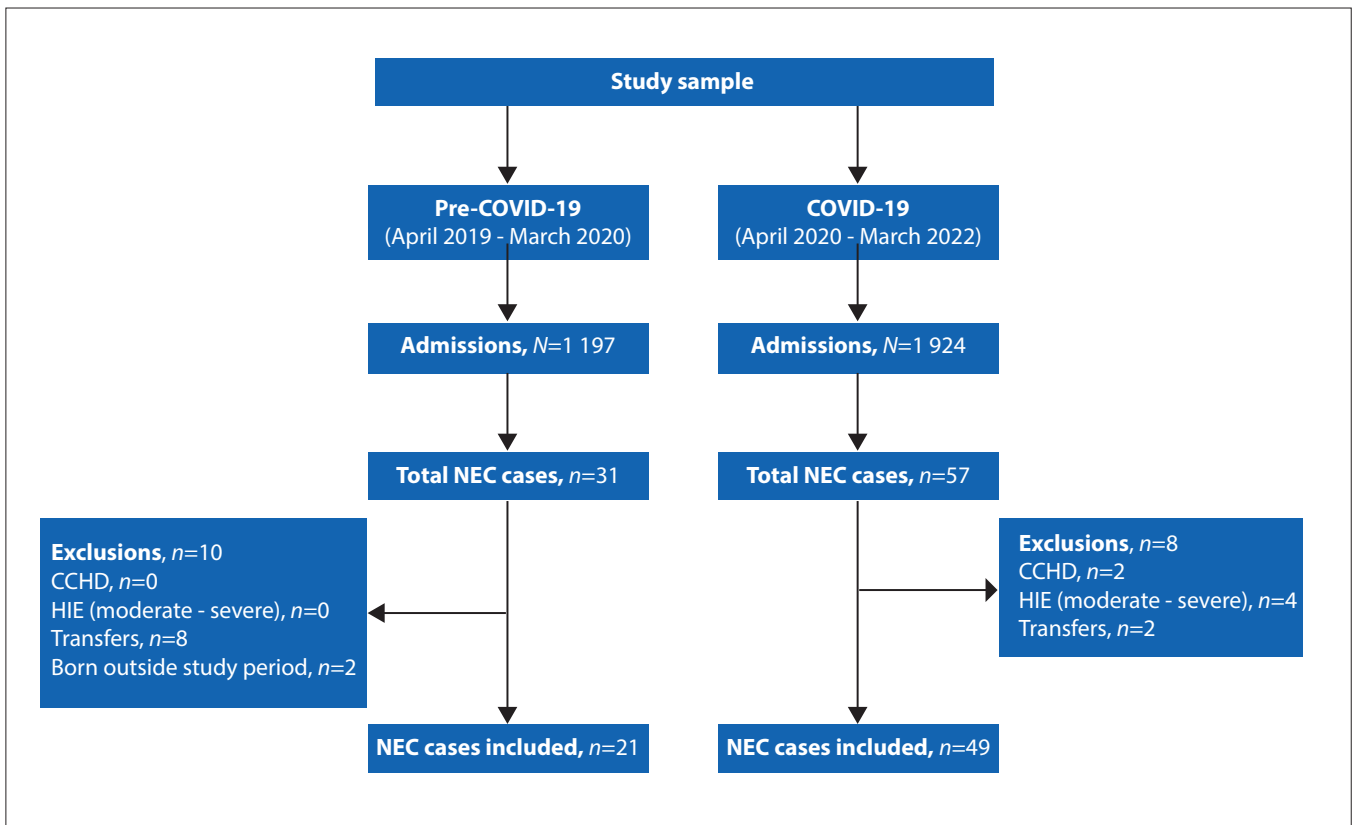 Study sample
Pre-COVID-19
(April 2019 - March 2020)
COVID-19
(April 2020 - March 2022)
Admissions, N=1 197
Admissions, N=1 924
Total NEC cases, n=31
Total NEC cases, n=57
Exclusions, n=10
CCHD, n=0
HIE (moderate - severe), n=0
Transfers, n=8
Born outside study period, n=2
Exclusions, n=8
CCHD, n=2
HIE (moderate - severe), n=4
Transfers, n=2
NEC cases included, n=21
NEC cases included, n=49